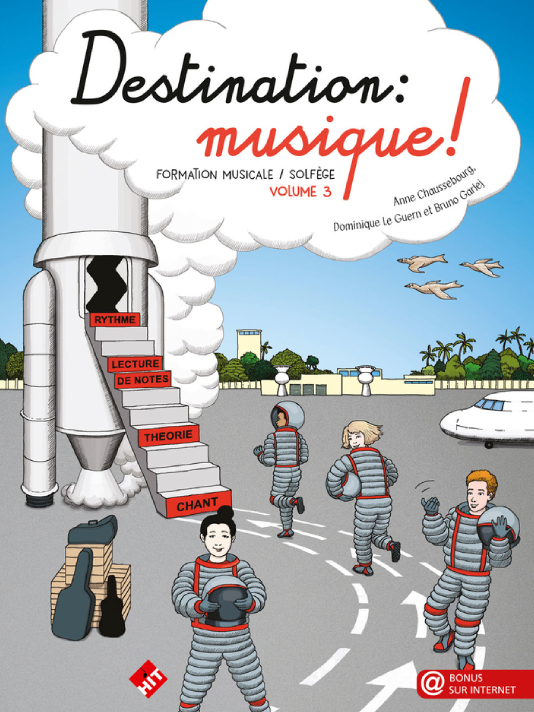 Destination:
musique!
FORMATION MUSICALE / SOLFÈGE
VOLUME 3
Anne Chaussebourg,
Dominique Le Guern et Bruno Garlej
RYTHME
LECTURE
DE NOTES
THEORIE
CHANT
HIT
@ BONUS
SUR INTERNET